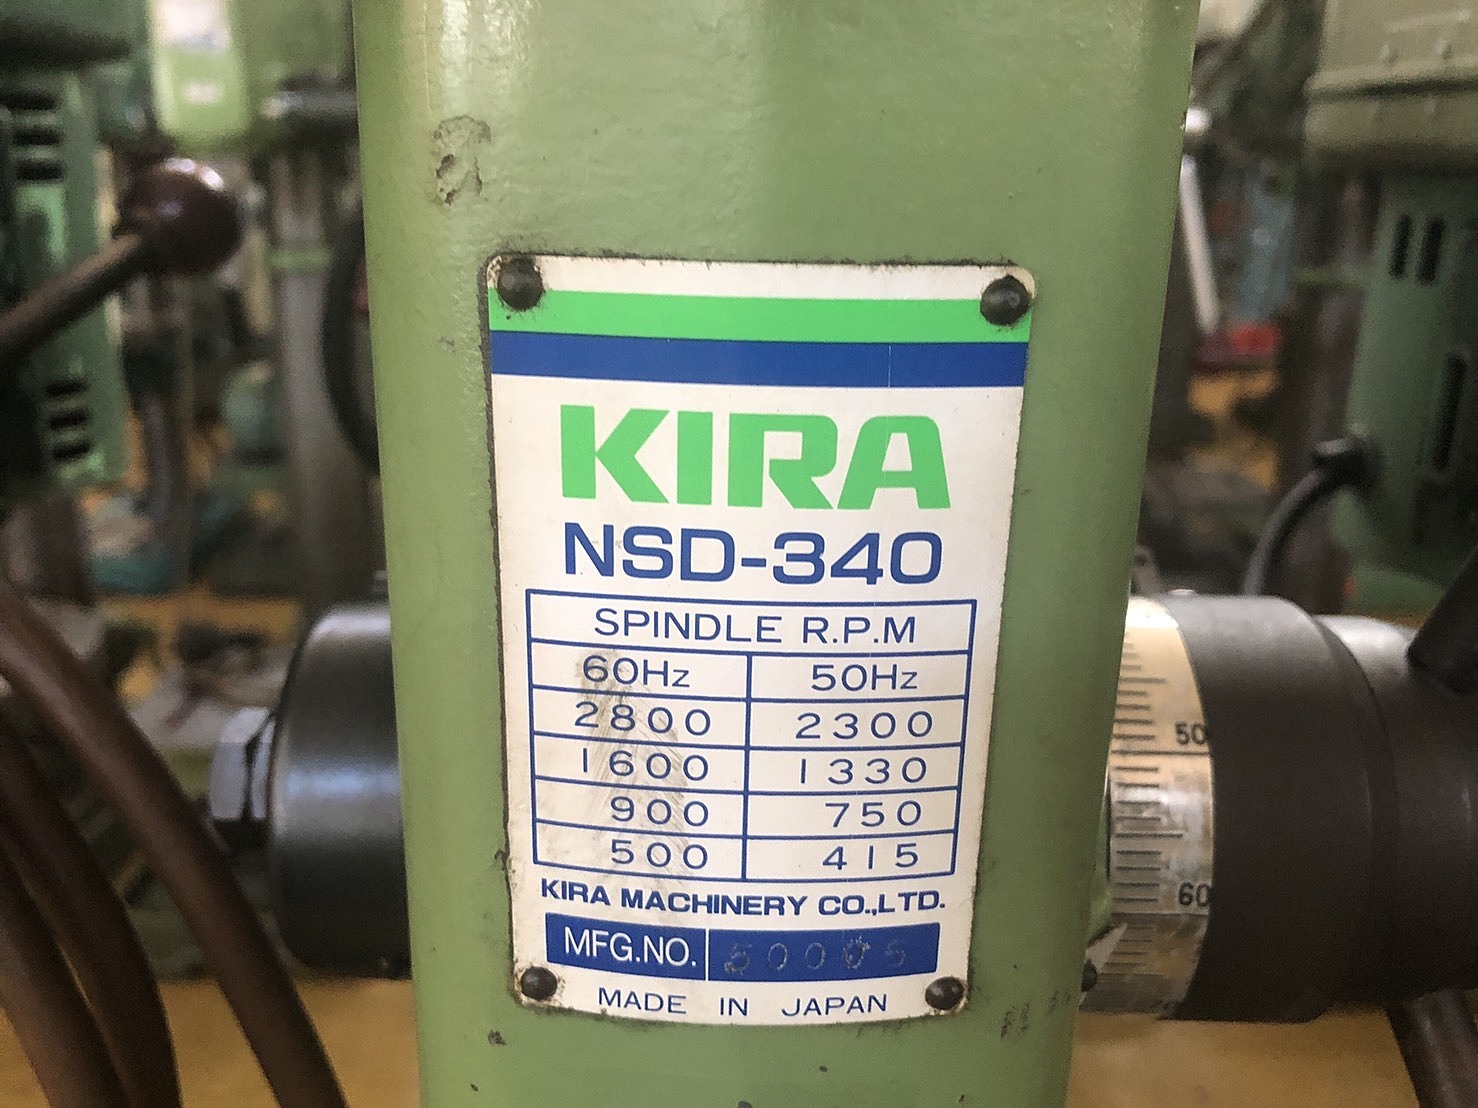 KIRA
NSD-340
SPINDLE R.P.M
60Hz 50Hz
2800 2300
1600 1330
900 750
500 415
KIRA MACHINERY CO.,LTD.
MFG.NO.
MADE IN JAPAN
50
60